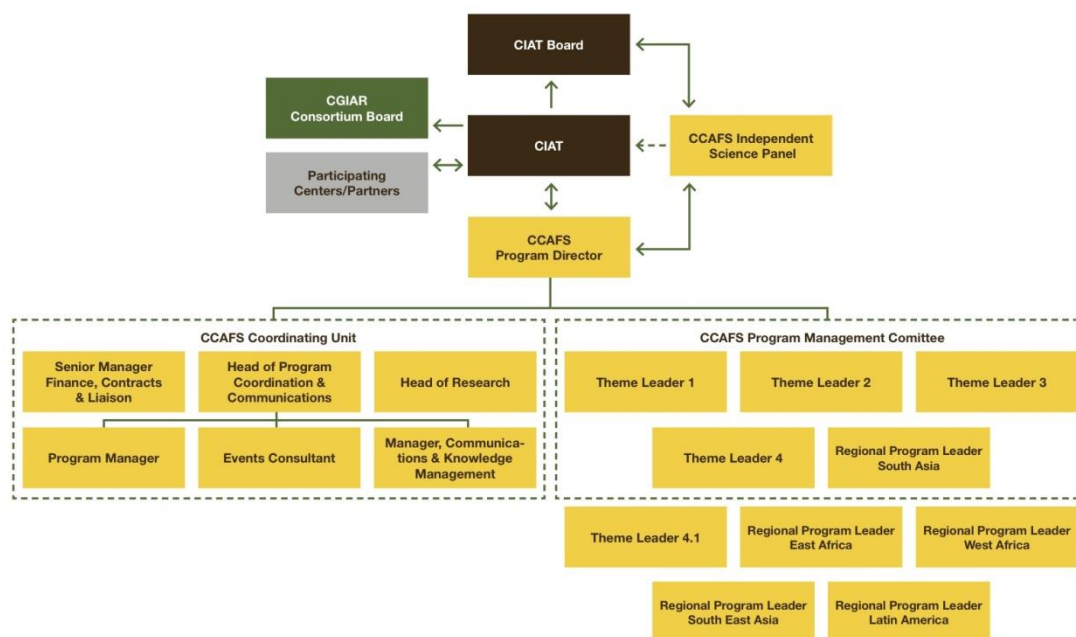 CIAT Board
CGIAR
Consortium Board
CIAT
CCAFS Independent
Science Panel
Participating
Centers/Partners
CCAFS
Program Director
CCAFS Coordinating Unit
Senior Manager
Finance, Contracts
& Liaison
Head of Program
Coordination &
Communications
Head of Research
Program Manager
Events Consultant
Manager, Communica-
tions & Knowledge
Management
CCAFS Program Management Comittee
Theme Leader 1
Theme Leader 2
Theme Leader 3
Theme Leader 4
Regional Program Leader
South Asia
Theme Leader 4.1
Regional Program Leader
East Africa
Regional Program Leader
West Africa
Regional Program Leader
South East Asia
Regional Program Leader
Latin America